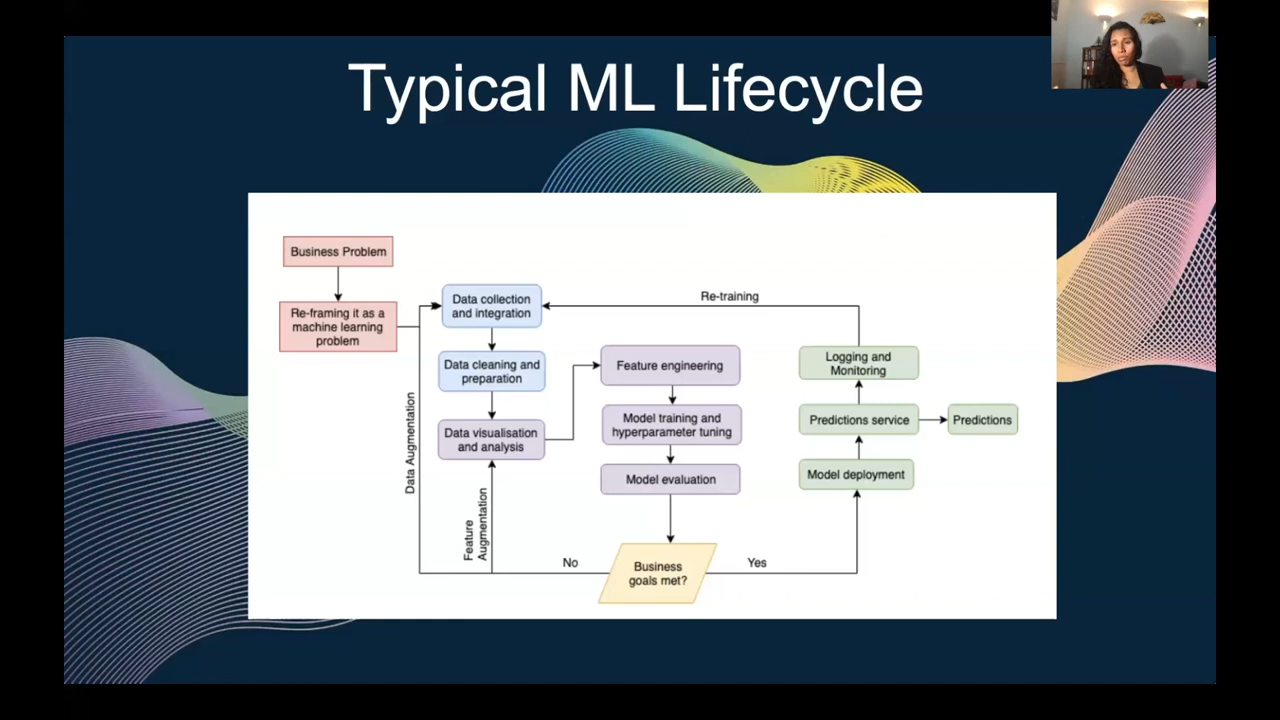 Typical ML Lifecycle
Business Problem
Re-framing it as a
machine learning
problem
Data collection
and integration
Data cleaning and
preparation
Data visualisation
and analysis
Data Augmentation
Feature
Augmentation
Feature engineering
Model training and
hyperparameter tuning
Model evaluation
Business
goals met?
No
Yes
Model deployment
Predictions service
Predictions
Logging and
Monitoring
Re-training